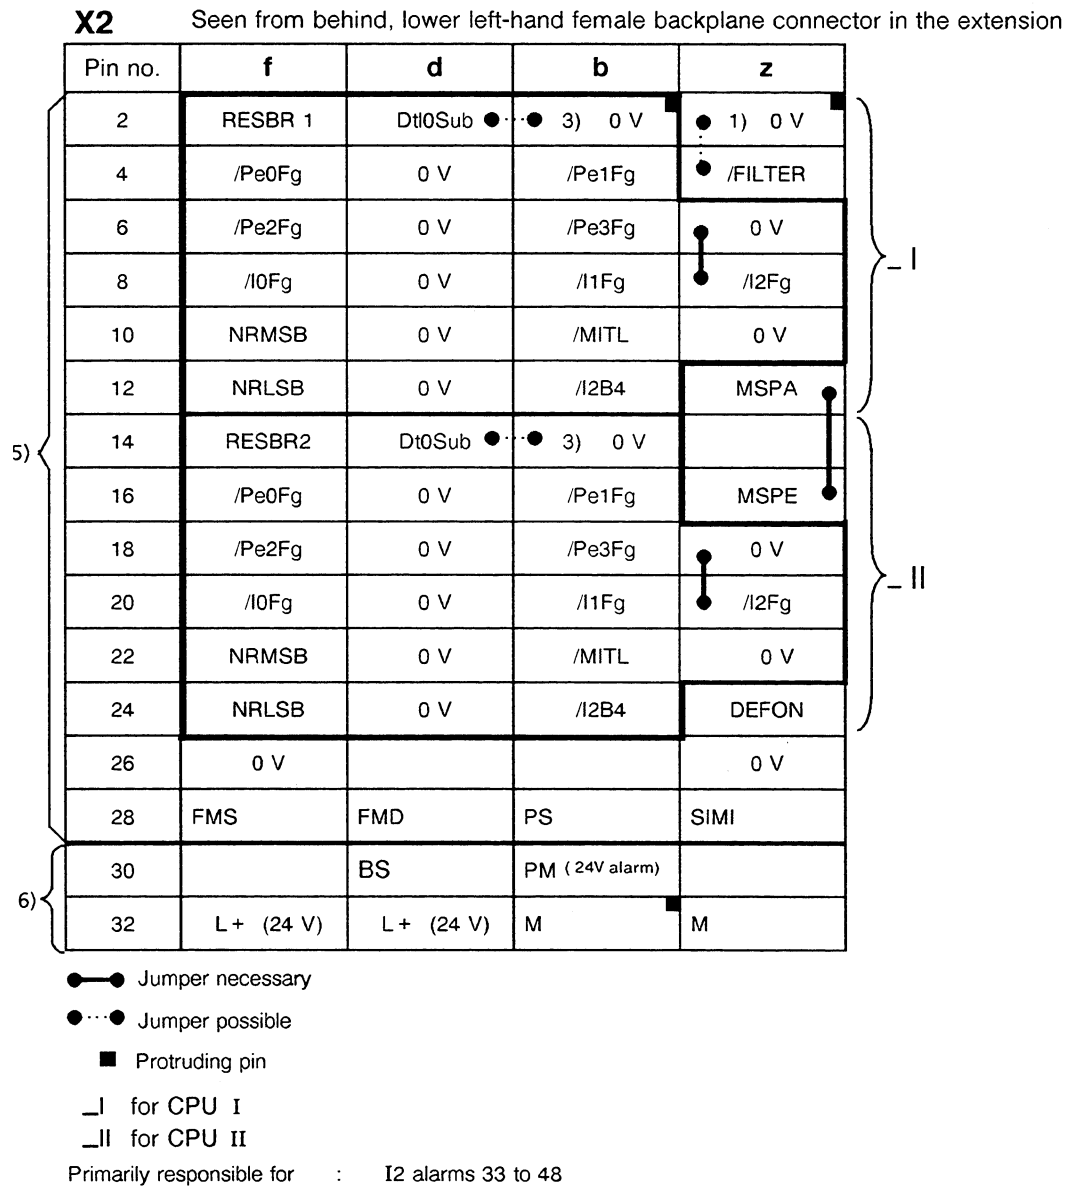 X2 Seen from behind, lower left-hand female backplane connector in the extension
Pin no. f d b z
2 RESBR 1 Dtl0Sub 3) 0 V 1) 0 V
4 /Pe0Fg 0 V /Pe1Fg /FILTER
6 /Pe2Fg 0 V /Pe3Fg 0 V
8 /I0Fg 0 V /I1Fg /I2Fg
_I
10 NRMSB 0 V /MITL 0 V
12 NRLSB 0 V /I2B4 MSPA
14 RESBR2 Dt0Sub 3) 0 V
5)
16 /Pe0Fg 0 V /Pe1Fg MSPE
18 /Pe2Fg 0 V /Pe3Fg 0 V
_II
20 /I0Fg 0 V /I1Fg /I2Fg
22 NRMSB 0 V /MITL 0 V
24 NRLSB 0 V /I2B4 DEFON
26 0 V 0 V
28 FMS FMD PS SIMI
30 BS PM (24V alarm)
6)
32 L+ (24 V) L+ (24 V) M M
Jumper necessary
Jumper possible
Protruding pin
_I for CPU I
_II for CPU II
Primarily responsible for : I2 alarms 33 to 48